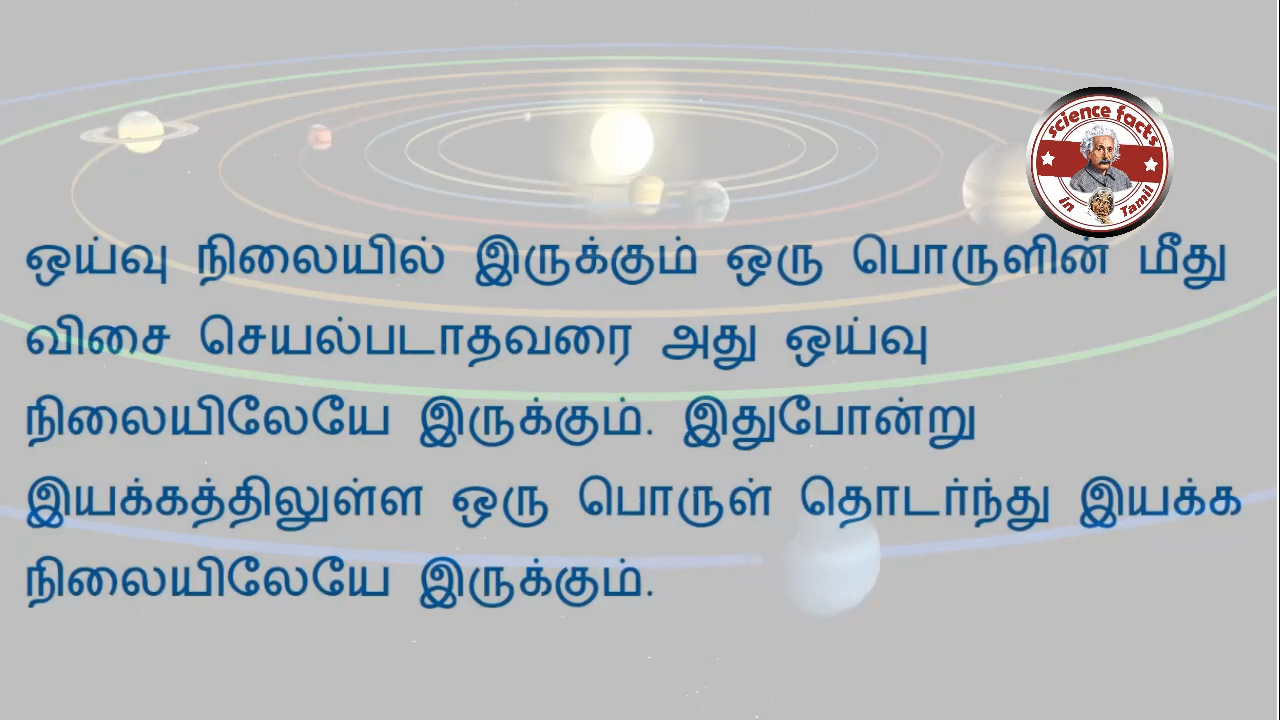 science facts
in Tamil
ஒய்வு நிலையில் இருக்கும் ஒரு பொருளின் மீது
விசை செயல்படாதவரை அது ஒய்வு
நிலையிலேயே இருக்கும். இதுபோன்று
இயக்கத்திலுள்ள ஒரு பொருள் தொடர்ந்து இயக்க
நிலையிலேயே இருக்கும்.